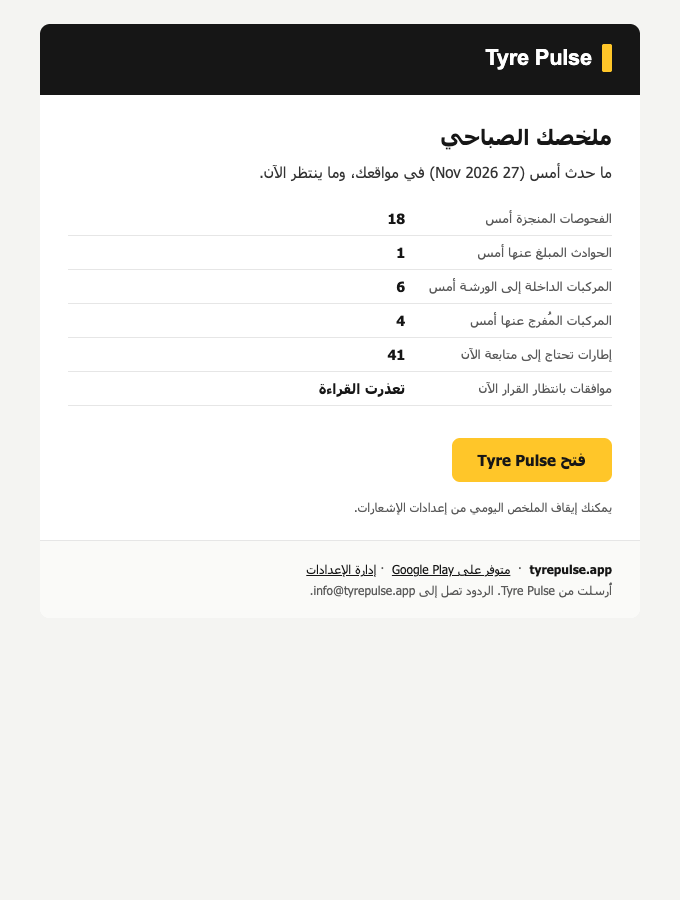 Tyre Pulse
ملخصك الصباحي
ما حدث أمس (27 Nov 2026) في مواقعك، وما ينتظر الآن.
الفحوصات المنجزة أمس 18
الحوادث المبلغ عنها أمس 1
المركبات الداخلة إلى الورشة أمس 6
المركبات المُفرج عنها أمس 4
إطارات تحتاج إلى متابعة الآن 41
موافقات بانتظار القرار الآن تعذرت القراءة
فتح Tyre Pulse
يمكنك إيقاف الملخص اليومي من إعدادات الإشعارات.
tyrepulse.app · متوفر على Google Play · إدارة الإعدادات
أرسلت من Tyre Pulse. الردود تصل إلى info@tyrepulse.app.